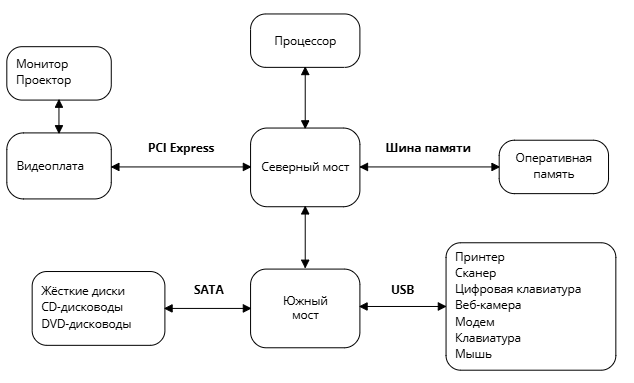 Процессор
Монитор
Проектор
PCI Express
Шина памяти
Видеоплата
Северный мост
Оперативная
память
Жёсткие диски
CD-дисководы
DVD-дисководы
SATA
Южный
мост
USB
Принтер
Сканер
Цифровая клавиатура
Веб-камера
Модем
Клавиатура
Мышь